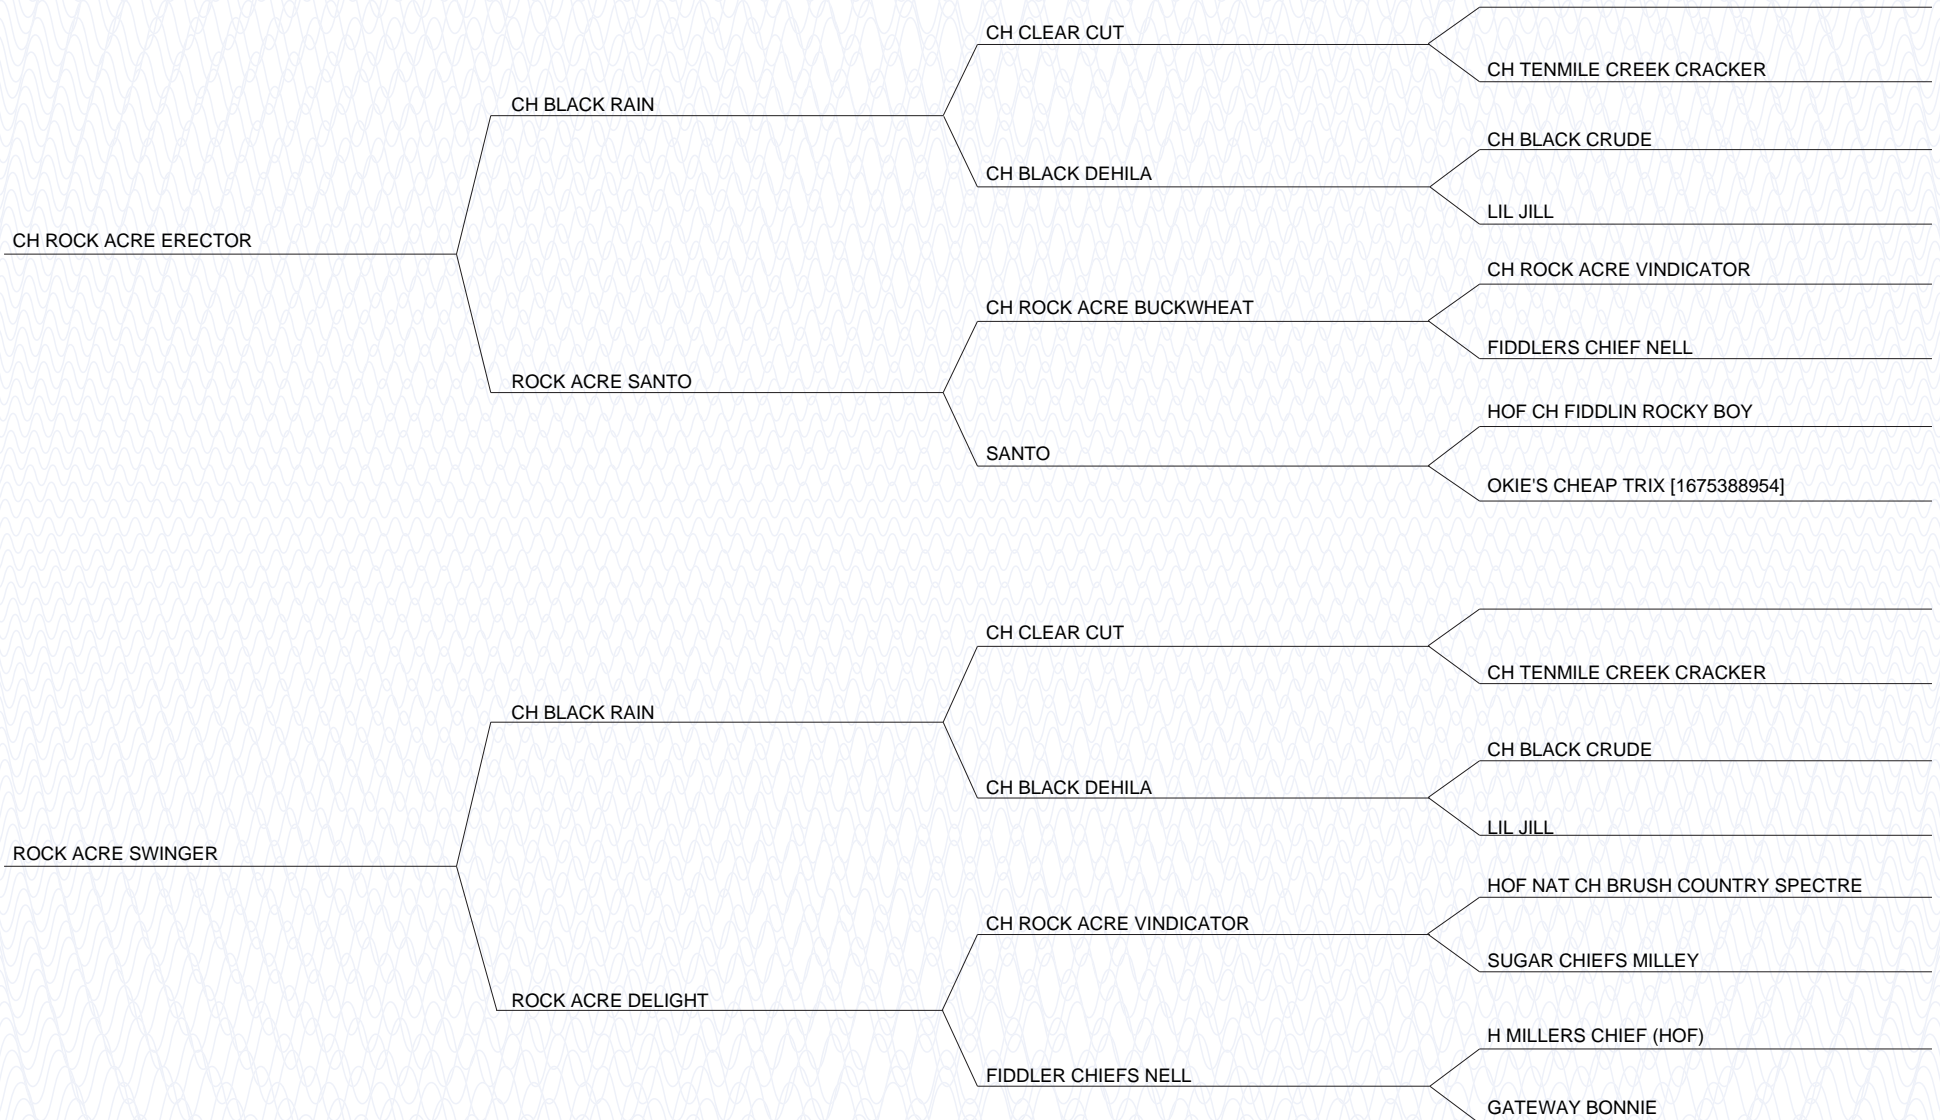 CH CLEAR CUT
CH TENMILE CREEK CRACKER
CH BLACK RAIN
CH BLACK CRUDE
CH BLACK DEHILA
LIL JILL
CH ROCK ACRE ERECTOR
CH ROCK ACRE VINDICATOR
CH ROCK ACRE BUCKWHEAT
FIDDLERS CHIEF NELL
ROCK ACRE SANTO
HOF CH FIDDLIN ROCKY BOY
SANTO
OKIE'S CHEAP TRIX [1675388954]
CH CLEAR CUT
CH TENMILE CREEK CRACKER
CH BLACK RAIN
CH BLACK CRUDE
CH BLACK DEHILA
LIL JILL
ROCK ACRE SWINGER
HOF NAT CH BRUSH COUNTRY SPECTRE
CH ROCK ACRE VINDICATOR
SUGAR CHIEFS MILLEY
ROCK ACRE DELIGHT
H MILLERS CHIEF (HOF)
FIDDLER CHIEFS NELL
GATEWAY BONNIE